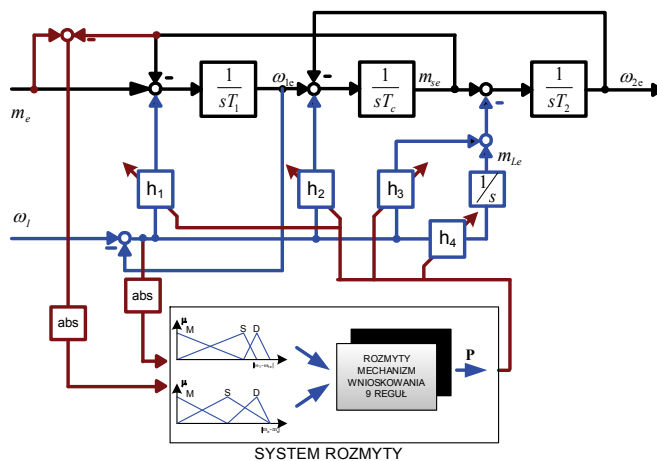 1
sT1
ω1e
1
sTc
mse
1
sT2
ω2e
me
mLe
h1
h2
h3
1/s
h4
ωl
abs
abs
μ
M
S D
μ
M
S
D
ROZMYTY
MECHANIZM
WNIOSKOWANIA
9 REGUŁ
P
SYSTEM ROZMYTY